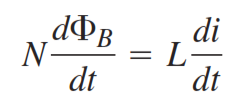 N dΦ_B/dt = L di/dt